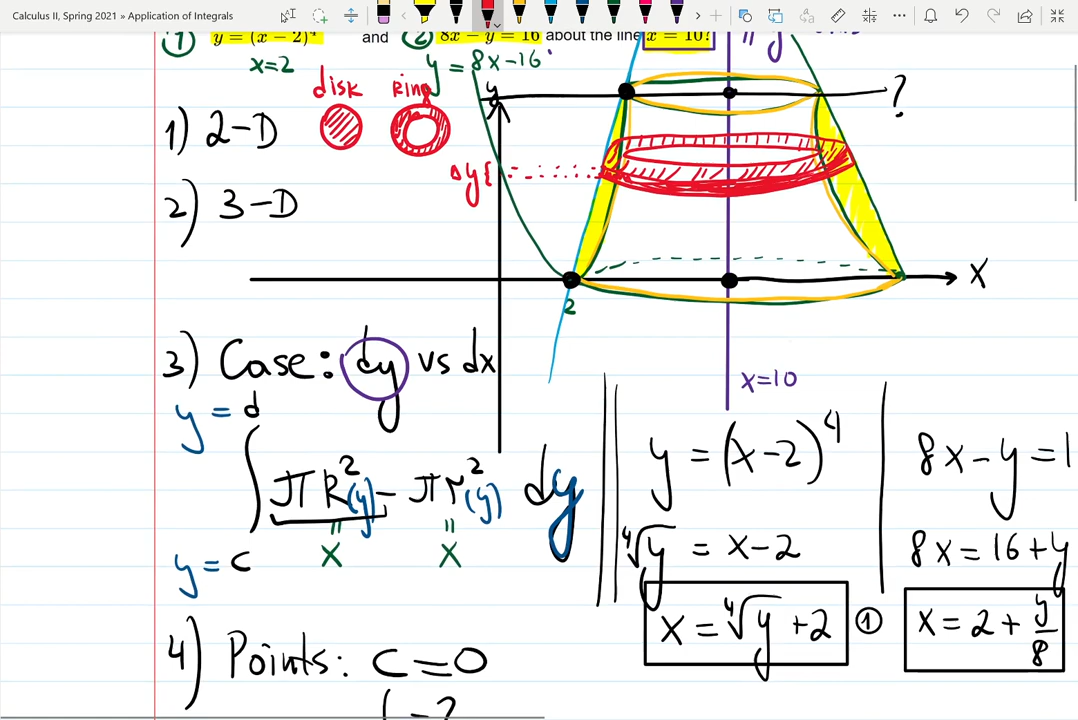 Calculus II, Spring 2021 » Application of Integrals
① y = (x − 2)⁴ and ② 8x − y = 16 about the line x = 10?
x=2 y = 8x-16
disk Ring
y
?
1) 2-D
Δy{
2) 3-D
X
2
x=10
3) Case: dy vs dx
y = d
∫ πR²(y) - πr²(y) dy
= =
X X
y = c
y = (x-2)⁴
⁴√y = x-2
x = ⁴√y + 2 ①
8x-y=1
8x = 16+y
x = 2 + y/8
4) Points: c=0